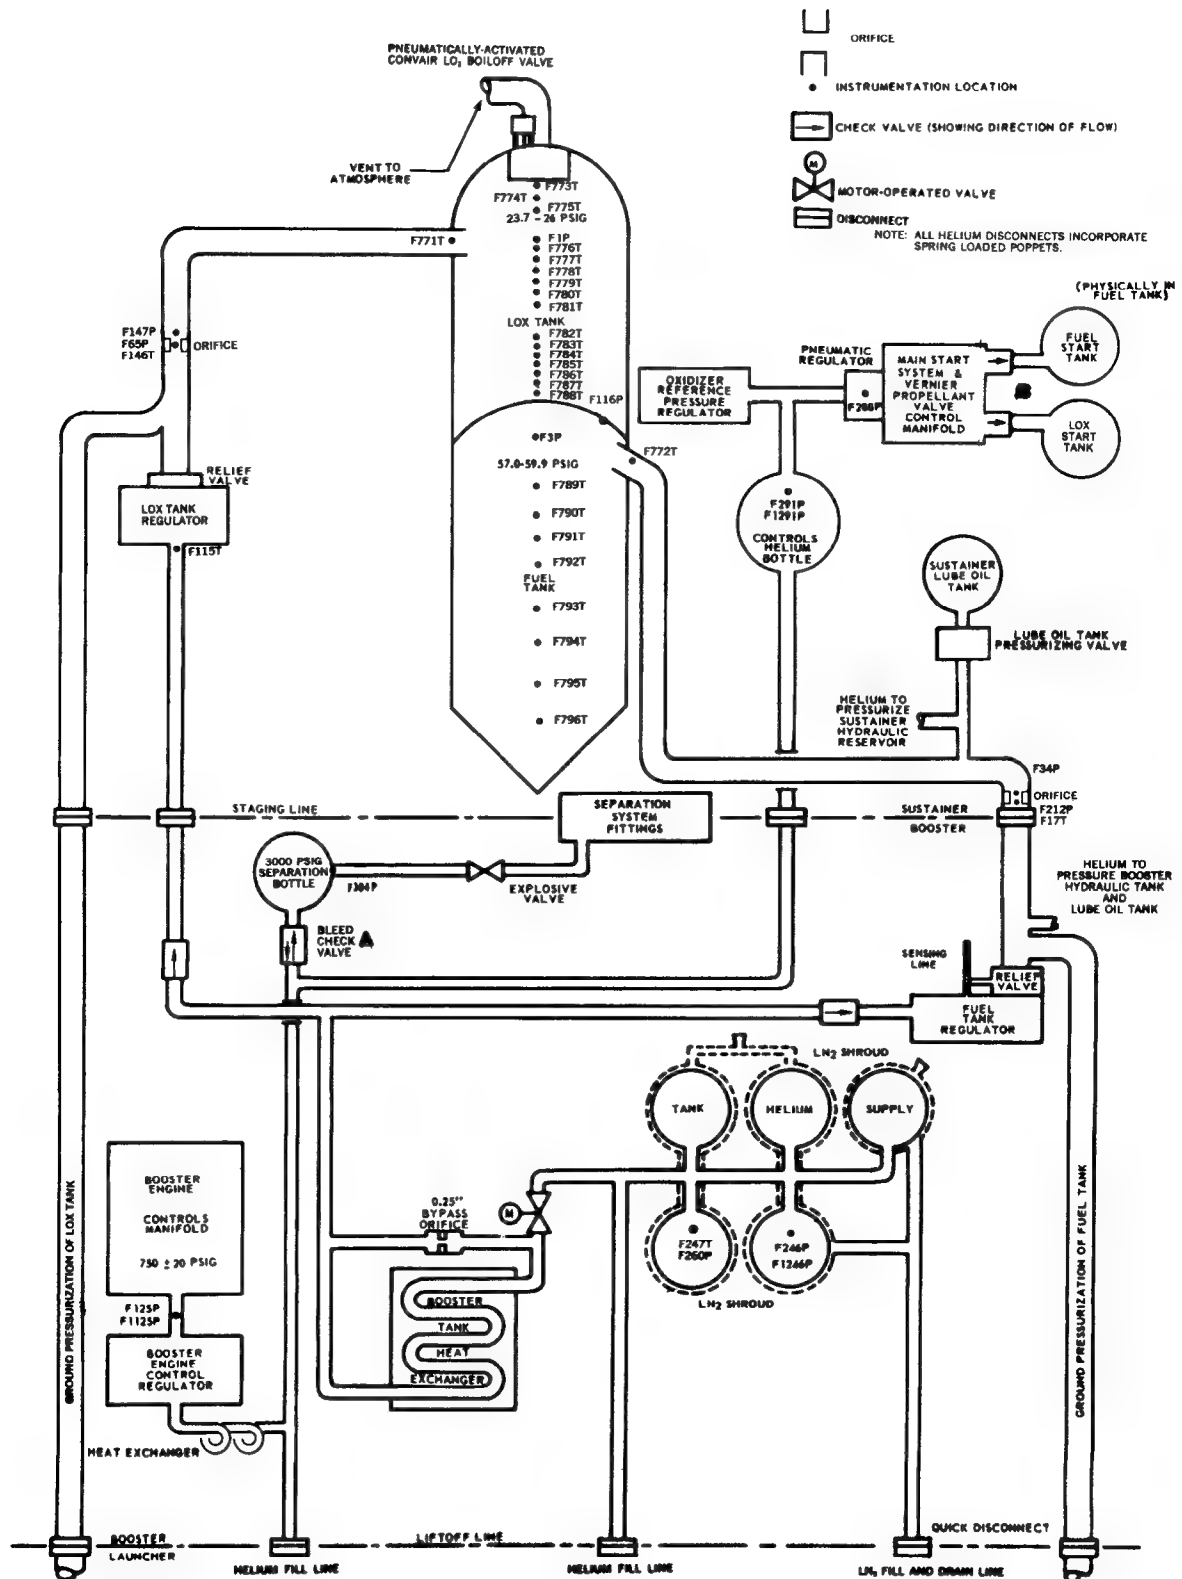 ORIFICE
INSTRUMENTATION LOCATION
CHECK VALVE (SHOWING DIRECTION OF FLOW)
M
MOTOR-OPERATED VALVE
DISCONNECT
NOTE: ALL HELIUM DISCONNECTS INCORPORATE
SPRING LOADED POPPETS.
PNEUMATICALLY-ACTIVATED
CONVAIR LO₂ BOILOFF VALVE
VENT TO
ATMOSPHERE
F773T
F774T
F775T
23.7 - 26 PSIG
F771T
F1P
F776T
F777T
F778T
F779T
F780T
F781T
LOX TANK
F782T
F783T
F784T
F785T
F786T
F787T
F788T
F116P
F3P
F772T
57.0-59.9 PSIG
F789T
F790T
F791T
F792T
FUEL
TANK
F793T
F794T
F795T
F796T
F147P
F65P
F146T
ORIFICE
RELIEF
VALVE
LOX TANK
REGULATOR
F115T
(PHYSICALLY IN
FUEL TANK)
FUEL
START
TANK
PNEUMATIC
REGULATOR
MAIN START
SYSTEM &
VERNIER
PROPELLANT
VALVE
CONTROL
MANIFOLD
B
LOX
START
TANK
OXIDIZER
REFERENCE
PRESSURE
REGULATOR
F288P
F291P
F1291P
CONTROLS
HELIUM
BOTTLE
SUSTAINER
LUBE OIL
TANK
LUBE OIL TANK
PRESSURIZING VALVE
HELIUM TO
PRESSURIZE
SUSTAINER
HYDRAULIC
RESERVOIR
F34P
ORIFICE
F212P
F17T
STAGING LINE
SEPARATION
SYSTEM
FITTINGS
SUSTAINER
BOOSTER
3000 PSIG
SEPARATION
BOTTLE
F304P
EXPLOSIVE
VALVE
BLEED
CHECK
VALVE
A
HELIUM TO
PRESSURE BOOSTER
HYDRAULIC TANK
AND
LUBE OIL TANK
SENSING
LINE
RELIEF
VALVE
FUEL
TANK
REGULATOR
LN₂ SHROUD
TANK
HELIUM
SUPPLY
F247T
F260P
F246P
F1246P
LN₂ SHROUD
BOOSTER
ENGINE
CONTROLS
MANIFOLD
750 ± 20 PSIG
F125P
F1125P
BOOSTER
ENGINE
CONTROL
REGULATOR
HEAT EXCHANGER
0.25"
BYPASS
ORIFICE
M
BOOSTER
TANK
HEAT
EXCHANGER
GROUND PRESSURIZATION OF LOX TANK
GROUND PRESSURIZATION OF FUEL TANK
BOOSTER
LAUNCHER
LIFTOFF LINE
QUICK DISCONNECT
HELIUM FILL LINE
HELIUM FILL LINE
LN₂ FILL AND DRAIN LINE